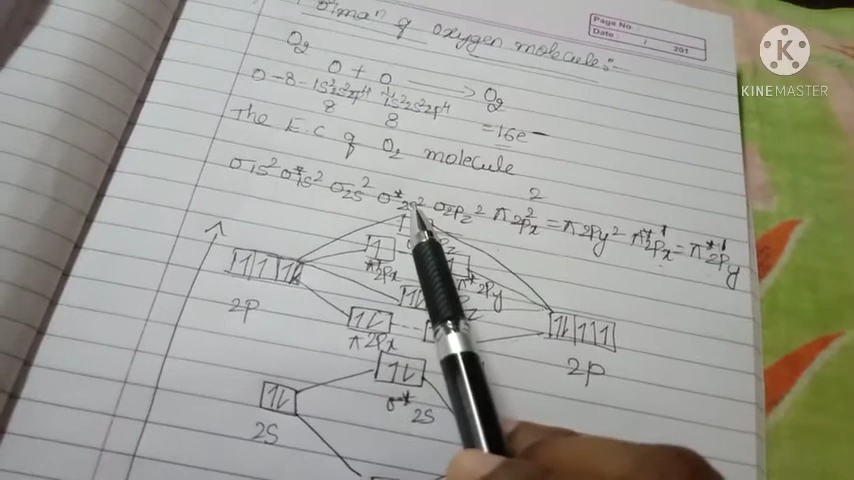 of Oxygen molecule:-
Page No
Date : / 201
KINEMASTER
O₂
O + O ⟶ O₂
O-8-1s²2s²2p⁴ 1s²2s²2p⁴
8 8 =16e⁻
The E.C of O₂ molecule
σ1s² σ*1s² σ2s² σ*2s² σ2pz² π2px² = π2py² π*2px¹ = π*2py¹
π*2px π*2py
2p π2px 2p
σ*2s
2s